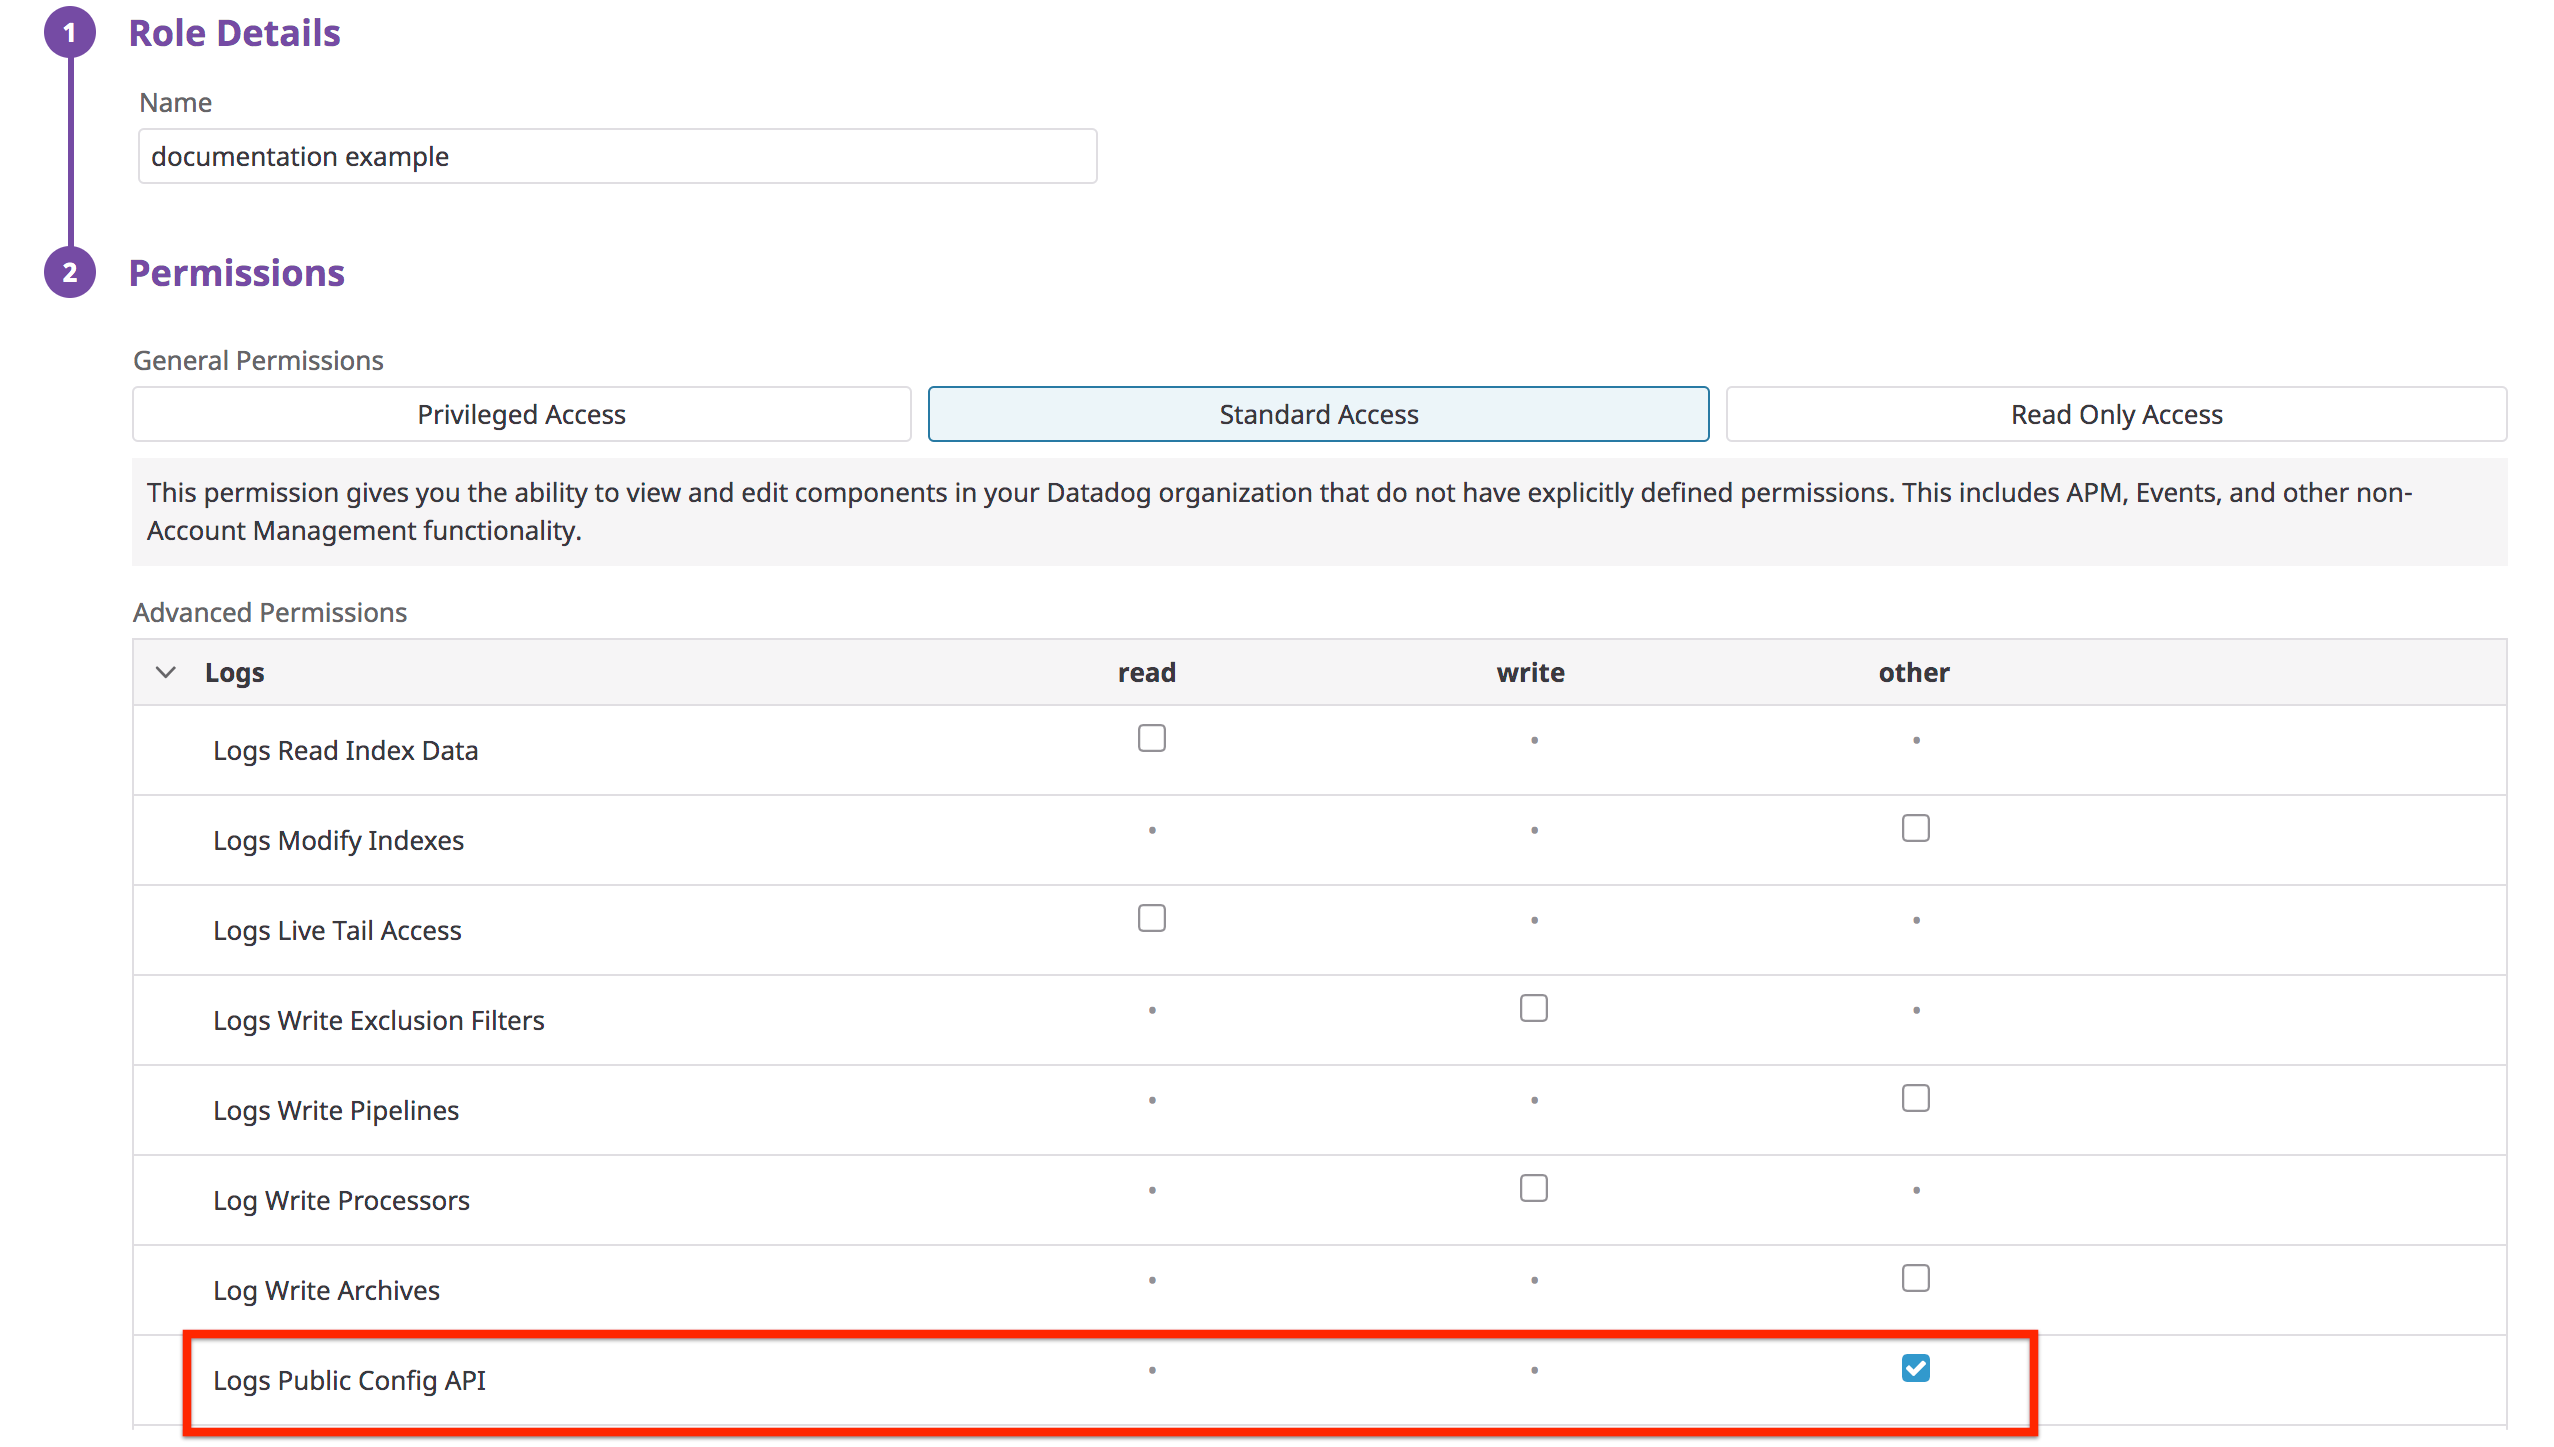 1 Role Details
Name
documentation example
2 Permissions
General Permissions
Privileged Access Standard Access Read Only Access
This permission gives you the ability to view and edit components in your Datadog organization that do not have explicitly defined permissions. This includes APM, Events, and other non-
Account Management functionality.
Advanced Permissions
Logs read write other
Logs Read Index Data
Logs Modify Indexes
Logs Live Tail Access
Logs Write Exclusion Filters
Logs Write Pipelines
Log Write Processors
Log Write Archives
Logs Public Config API